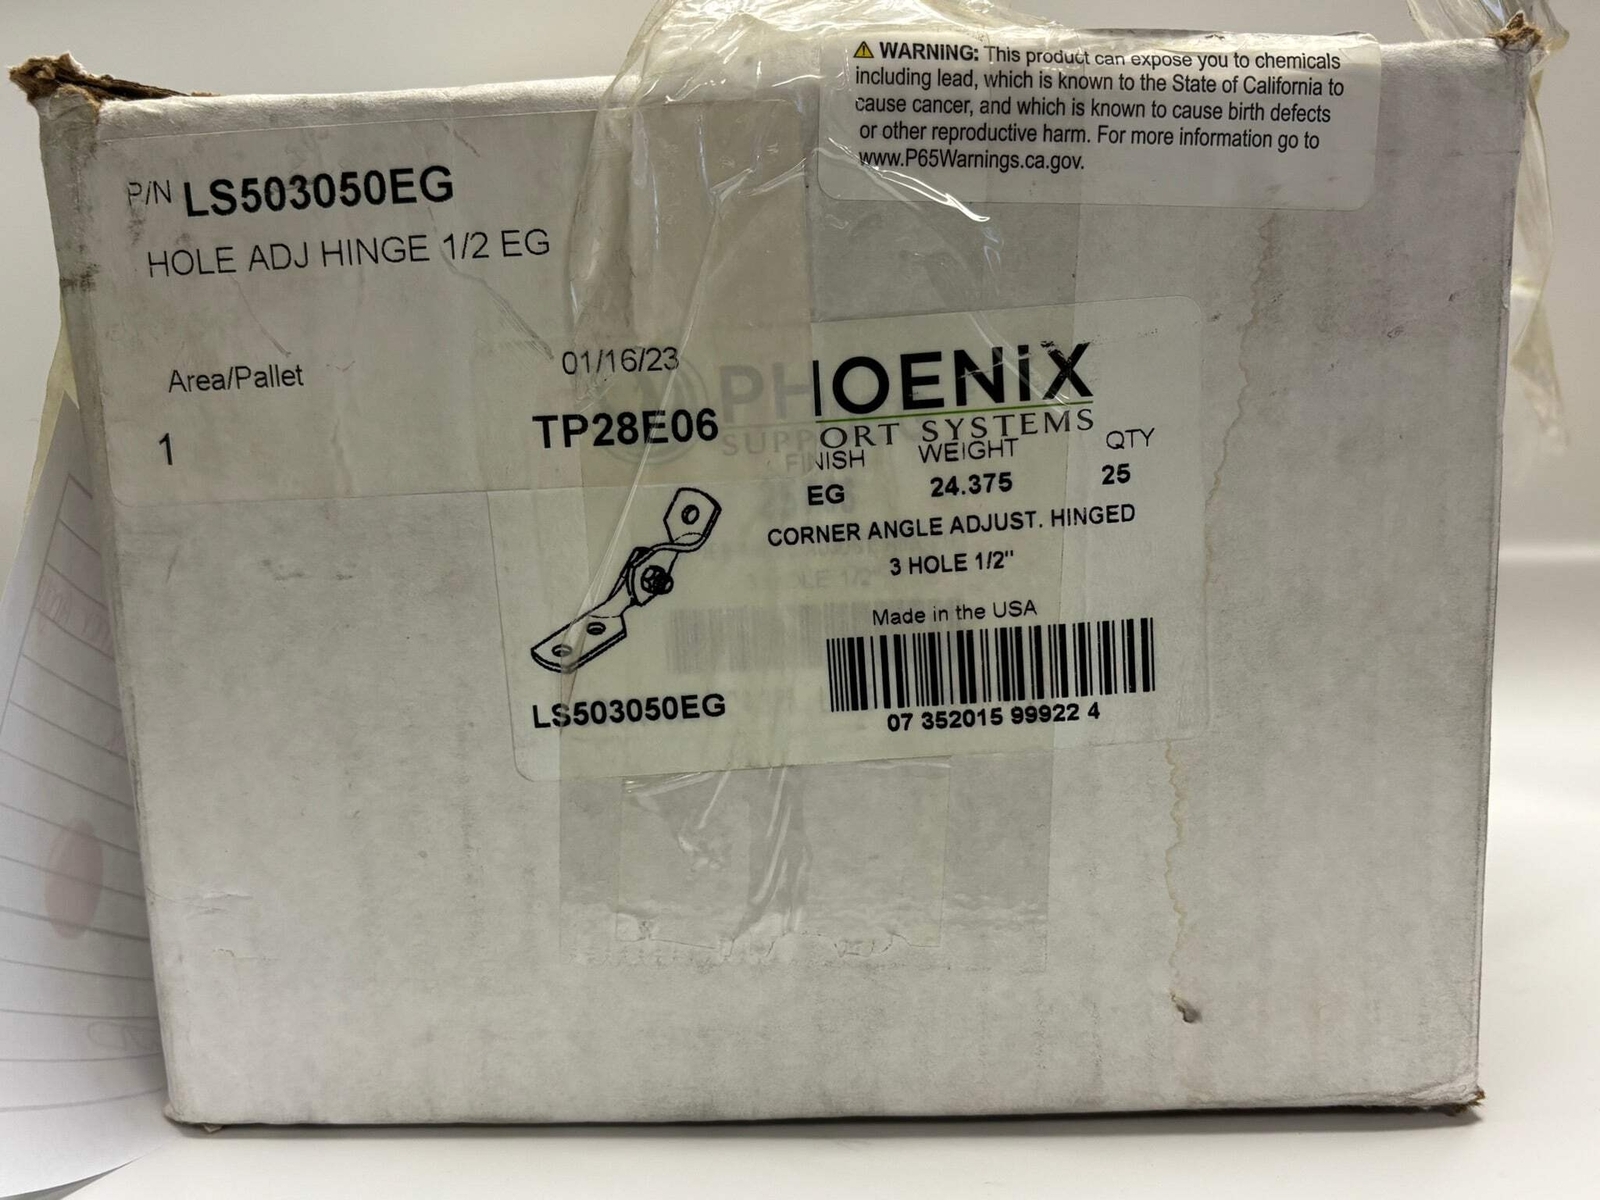 ⚠ WARNING: This product can expose you to chemicals
including lead, which is known to the State of California to
cause cancer, and which is known to cause birth defects
or other reproductive harm. For more information go to
www.P65Warnings.ca.gov.
P/N LS503050EG
HOLE ADJ HINGE 1/2 EG
Area/Pallet
01/16/23
1
TP28E06
PHOENIX
SUPPORT SYSTEMS
FINISH WEIGHT QTY
EG 24.375 25
CORNER ANGLE ADJUST. HINGED
3 HOLE 1/2"
Made in the USA
LS503050EG
07 352015 99922 4